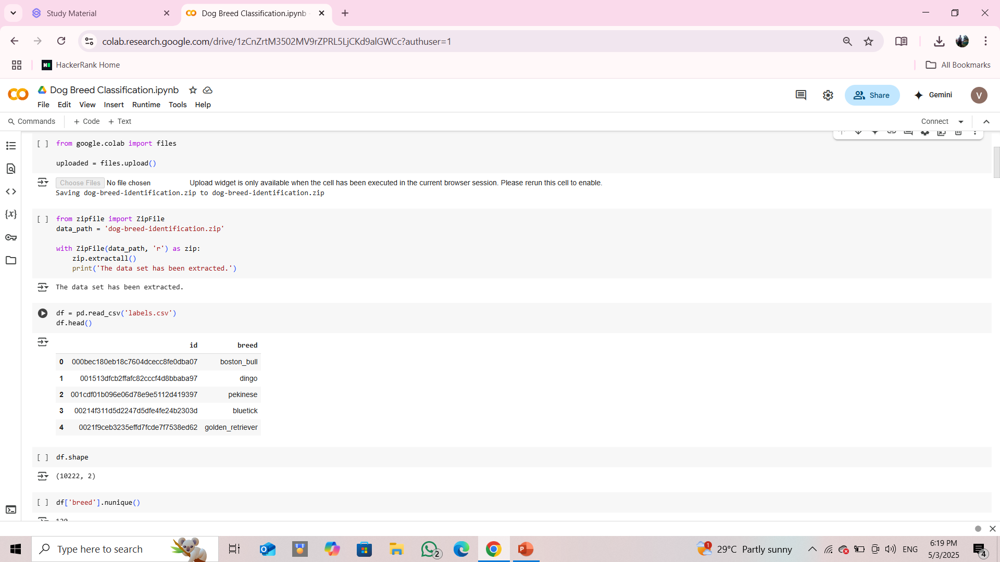 Study Material
Dog Breed Classification.ipynb -
colab.research.google.com/drive/1zCnZrtM3502MV9rZPRL5LjCKd9alGWCc?authuser=1
HackerRank Home
All Bookmarks
Dog Breed Classification.ipynb
Share
Gemini
V
File Edit View Insert Runtime Tools Help
Commands + Code + Text
Connect
[ ] from google.colab import files
uploaded = files.upload()
Choose Files No file chosen Upload widget is only available when the cell has been executed in the current browser session. Please rerun this cell to enable.
Saving dog-breed-identification.zip to dog-breed-identification.zip
[ ] from zipfile import ZipFile
data_path = 'dog-breed-identification.zip'
with ZipFile(data_path, 'r') as zip:
zip.extractall()
print('The data set has been extracted.')
The data set has been extracted.
df = pd.read_csv('labels.csv')
df.head()
id breed
0 000bec180eb18c7604dcecc8fe0dba07 boston_bull
1 001513dfcb2ffafc82cccf4d8bbaba97 dingo
2 001cdf01b096e06d78e9e5112d419397 pekinese
3 00214f311d5d2247d5dfe4fe24b2303d bluetick
4 0021f9ceb3235effd7fcde7f7538ed62 golden_retriever
[ ] df.shape
(10222, 2)
[ ] df['breed'].nunique()
120
Type here to search
2
1
29°C Partly sunny
ENG
6:19 PM
5/3/2025
4